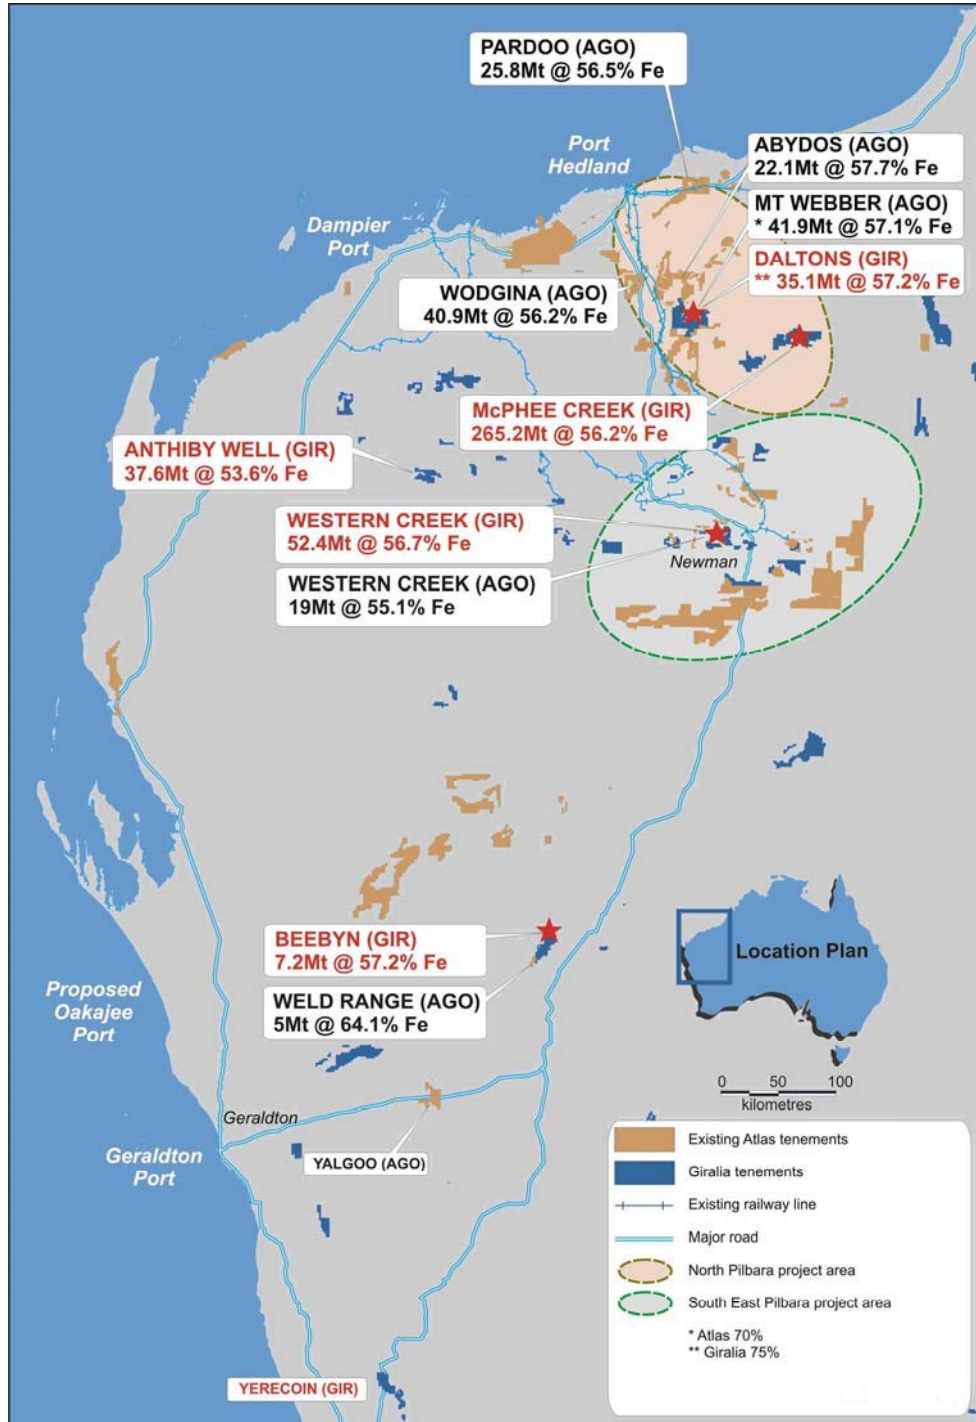 PARDOO (AGO)
25.8Mt @ 56.5% Fe
Port
Hedland
ABYDOS (AGO)
22.1Mt @ 57.7% Fe
MT WEBBER (AGO)
* 41.9Mt @ 57.1% Fe
DALTONS (GIR)
** 35.1Mt @ 57.2% Fe
Dampier
Port
WODGINA (AGO)
40.9Mt @ 56.2% Fe
McPHEE CREEK (GIR)
265.2Mt @ 56.2% Fe
ANTHIBY WELL (GIR)
37.6Mt @ 53.6% Fe
WESTERN CREEK (GIR)
52.4Mt @ 56.7% Fe
Newman
WESTERN CREEK (AGO)
19Mt @ 55.1% Fe
BEEBYN (GIR)
7.2Mt @ 57.2% Fe
WELD RANGE (AGO)
5Mt @ 64.1% Fe
Location Plan
Proposed
Oakajee
Port
0 50 100
kilometres
Geraldton
Geraldton
Port
YALGOO (AGO)
Existing Atlas tenements
Giralia tenements
Existing railway line
Major road
North Pilbara project area
South East Pilbara project area
* Atlas 70%
** Giralia 75%
YERECOIN (GIR)